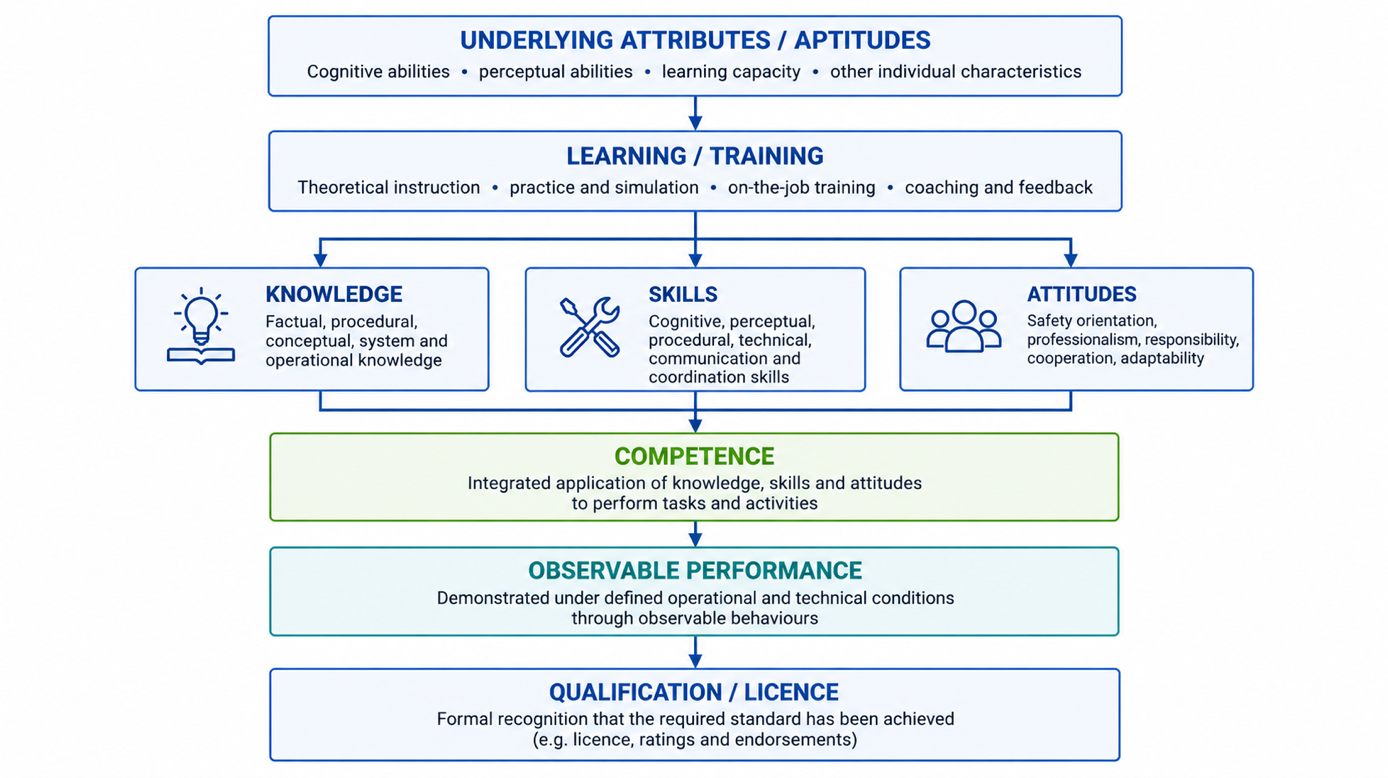 UNDERLYING ATTRIBUTES / APTITUDES
Cognitive abilities • perceptual abilities • learning capacity • other individual characteristics
LEARNING / TRAINING
Theoretical instruction • practice and simulation • on-the-job training • coaching and feedback
KNOWLEDGE
Factual, procedural,
conceptual, system and
operational knowledge
SKILLS
Cognitive, perceptual,
procedural, technical,
communication and
coordination skills
ATTITUDES
Safety orientation,
professionalism, responsibility,
cooperation, adaptability
COMPETENCE
Integrated application of knowledge, skills and attitudes
to perform tasks and activities
OBSERVABLE PERFORMANCE
Demonstrated under defined operational and technical conditions
through observable behaviours
QUALIFICATION / LICENCE
Formal recognition that the required standard has been achieved
(e.g. licence, ratings and endorsements)